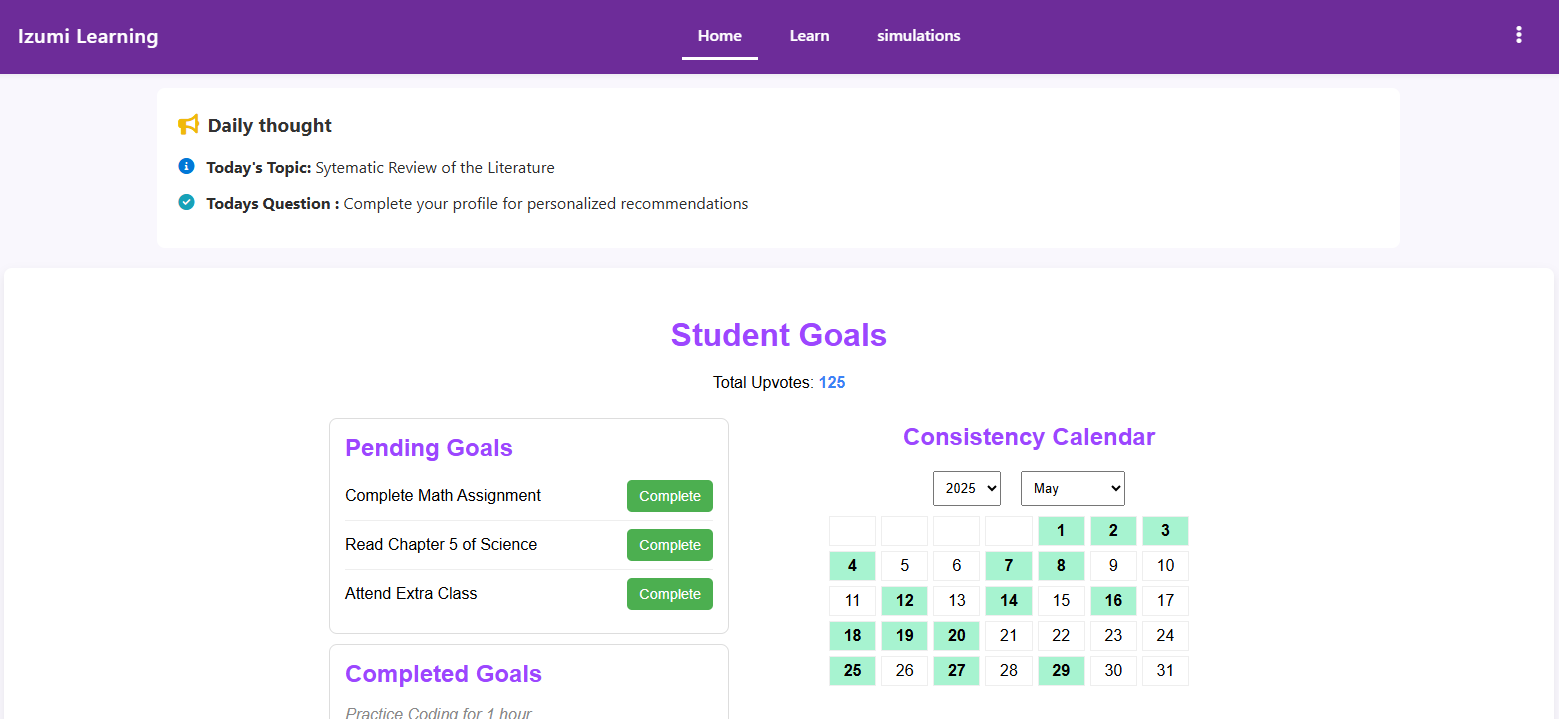 Izumi Learning
Home Learn simulations
Daily thought
Today's Topic: Sytematic Review of the Literature
Todays Question : Complete your profile for personalized recommendations
Student Goals
Total Upvotes: 125
Pending Goals
Complete Math Assignment Complete
Read Chapter 5 of Science Complete
Attend Extra Class Complete
Completed Goals
Practice Coding for 1 hour
Consistency Calendar
2025 May
1 2 3
4 5 6 7 8 9 10
11 12 13 14 15 16 17
18 19 20 21 22 23 24
25 26 27 28 29 30 31